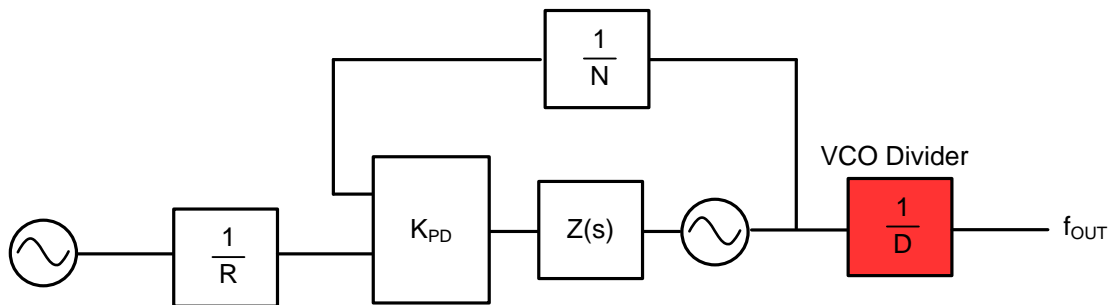 1
N
VCO Divider
1
R
K_PD
Z(s)
1
D
f_OUT